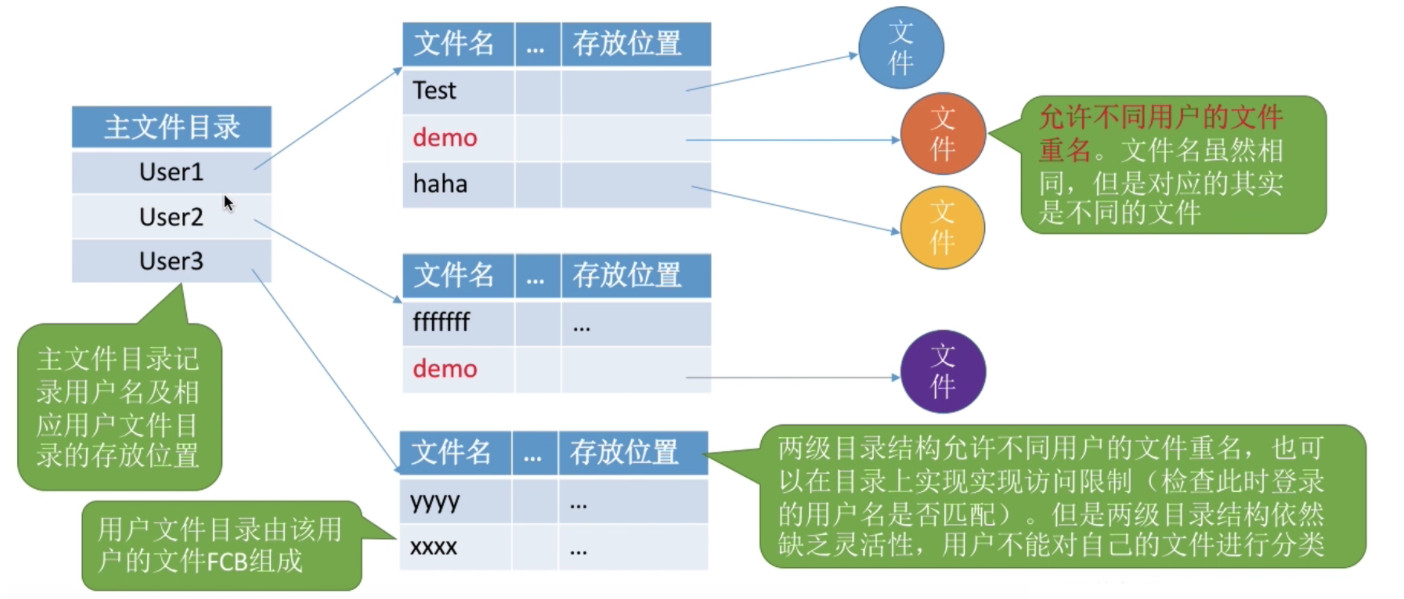 主文件目录
User1
User2
User3
主文件目录记
录用户名及相
应用户文件目
录的存放位置
用户文件目录由该用
户的文件FCB组成
文件名 ... 存放位置
Test
demo
haha
文件名 ... 存放位置
fffffff ...
demo
文件名 ... 存放位置
yyyy ...
xxxx ...
文
件
文
件
文
件
文
件
允许不同用户的文件
重名。文件名虽然相
同，但是对应的其实
是不同的文件
两级目录结构允许不同用户的文件重名，也可
以在目录上实现实现访问限制（检查此时登录
的用户名是否匹配）。但是两级目录结构依然
缺乏灵活性，用户不能对自己的文件进行分类